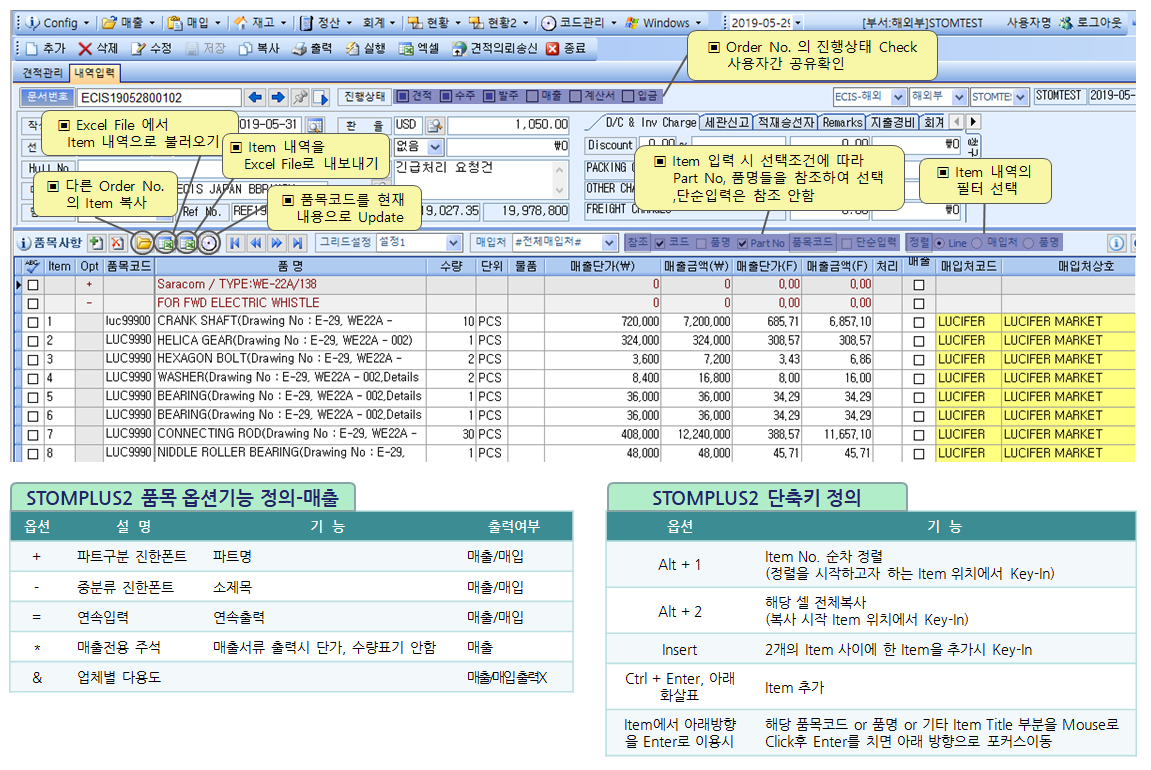 Config 매출 매입 재고 정산 회계 현황 현황2 코드관리 Windows 2019-05-29 [부서:해외부]STOMTEST 사용자명 로그아웃
추가 삭제 수정 저장 복사 출력 실행 엑셀 견적의뢰송신 종료
▣ Order No. 의 진행상태 Check
사용자간 공유확인
견적관리 내역입력
문서번호 ECIS19052800102 진행상태 견적 수주 발주 매출 계산서 입금 ECIS-해외 해외부 STOMTE STOMTEST 2019-05-
▣ Excel File 에서
Item 내역으로 불러오기
019-05-31 환 율 USD 1,050.00
D/C & Inv Charge 세관신고 적재송선자 Remarks 지출경비 회계
▣ Item 내역을
Excel File로 내보내기
없음 ₩0
Discount 0.00 % ₩0
Hull No
긴급처리 요청건
PACKING
▣ Item 입력 시 선택조건에 따라
Part No, 품명들을 참조하여 선택
,단순입력은 참조 안함
▣ Item 내역의
필터 선택
▣ 다른 Order No.
의 Item 복사
ECIS JAPAN BBRANCH
OTHER CHA
▣ 품목코드를 현재
내용으로 Update
Ref No. REF19 19,027.35 19,978,800
FREIGHT CHARGES 0.00 ₩0
품목사항 그리드설정 설정1 매입처 #전체매입처# 참조 코드 품명 Part No 품목코드 단순입력 정렬 Line 매입처 품명
Item Opt 품목코드 품 명 수량 단위 물품 매출단가(₩) 매출금액(₩) 매출단가(F) 매출금액(F) 처리 매출 매입처코드 매입처상호
+ Saracom / TYPE:WE-22A/138 0 0 0,00 0,00
- FOR FWD ELECTRIC WHISTLE 0 0 0,00 0,00
1 luc99900 CRANK SHAFT(Drawing No : E-29, WE22A - 10 PCS 720,000 7,200,000 685,71 6,857,10 LUCIFER LUCIFER MARKET
2 LUC9990 HELICA GEAR(Drawing No : E-29, WE22A - 002) 1 PCS 324,000 324,000 308,57 308,57 LUCIFER LUCIFER MARKET
3 LUC9990 HEXAGON BOLT(Drawing No : E-29, WE22A - 2 PCS 3,600 7,200 3,43 6,86 LUCIFER LUCIFER MARKET
4 LUC9990 WASHER(Drawing No : E-29, WE22A - 002,Details 2 PCS 8,400 16,800 8,00 16,00 LUCIFER LUCIFER MARKET
5 LUC9990 BEARING(Drawing No : E-29, WE22A - 002,Details 1 PCS 36,000 36,000 34,29 34,29 LUCIFER LUCIFER MARKET
6 LUC9990 BEARING(Drawing No : E-29, WE22A - 002,Details 1 PCS 36,000 36,000 34,29 34,29 LUCIFER LUCIFER MARKET
7 LUC9990 CONNECTING ROD(Drawing No : E-29, WE22A - 30 PCS 408,000 12,240,000 388,57 11,657,10 LUCIFER LUCIFER MARKET
8 LUC9990 NIDDLE ROLLER BEARING(Drawing No : E-29, 1 PCS 48,000 48,000 45,71 45,71 LUCIFER LUCIFER MARKET
STOMPLUS2 품목 옵션기능 정의-매출
옵션 설 명 기 능 출력여부
+ 파트구분 진한폰트 파트명 매출/매입
- 중분류 진한폰트 소제목 매출/매입
= 연속입력 연속출력 매출/매입
* 매출전용 주석 매출서류 출력시 단가, 수량표기 안함 매출
& 업체별 다용도 매출/매입출력X
STOMPLUS2 단축키 정의
옵션 기 능
Alt + 1 Item No. 순차 정렬
(정렬을 시작하고자 하는 Item 위치에서 Key-In)
Alt + 2 해당 셀 전체복사
(복사 시작 Item 위치에서 Key-In)
Insert 2개의 Item 사이에 한 Item을 추가시 Key-In
Ctrl + Enter, 아래
화살표
Item 추가
Item에서 아래방향
을 Enter로 이용시
해당 품목코드 or 품명 or 기타 Item Title 부분을 Mouse로
Click후 Enter를 치면 아래 방향으로 포커스이동